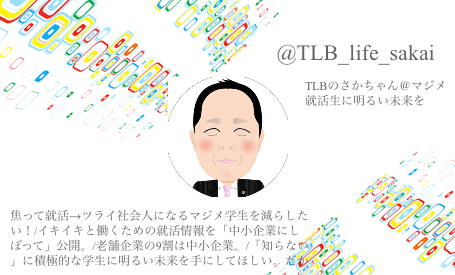 @TLB_life_sakai
TLBのさかちゃん@マジメ
就活生に明るい未来を
焦って就活→ツライ社会人になるマジメ学生を減らした
い！/イキイキと働くための就活情報を「中小企業にし
ぼって」公開。/老舗企業の9割は中小企業。/「知らない
」に積極的な学生に明るい未来を手にしてほしい。だか